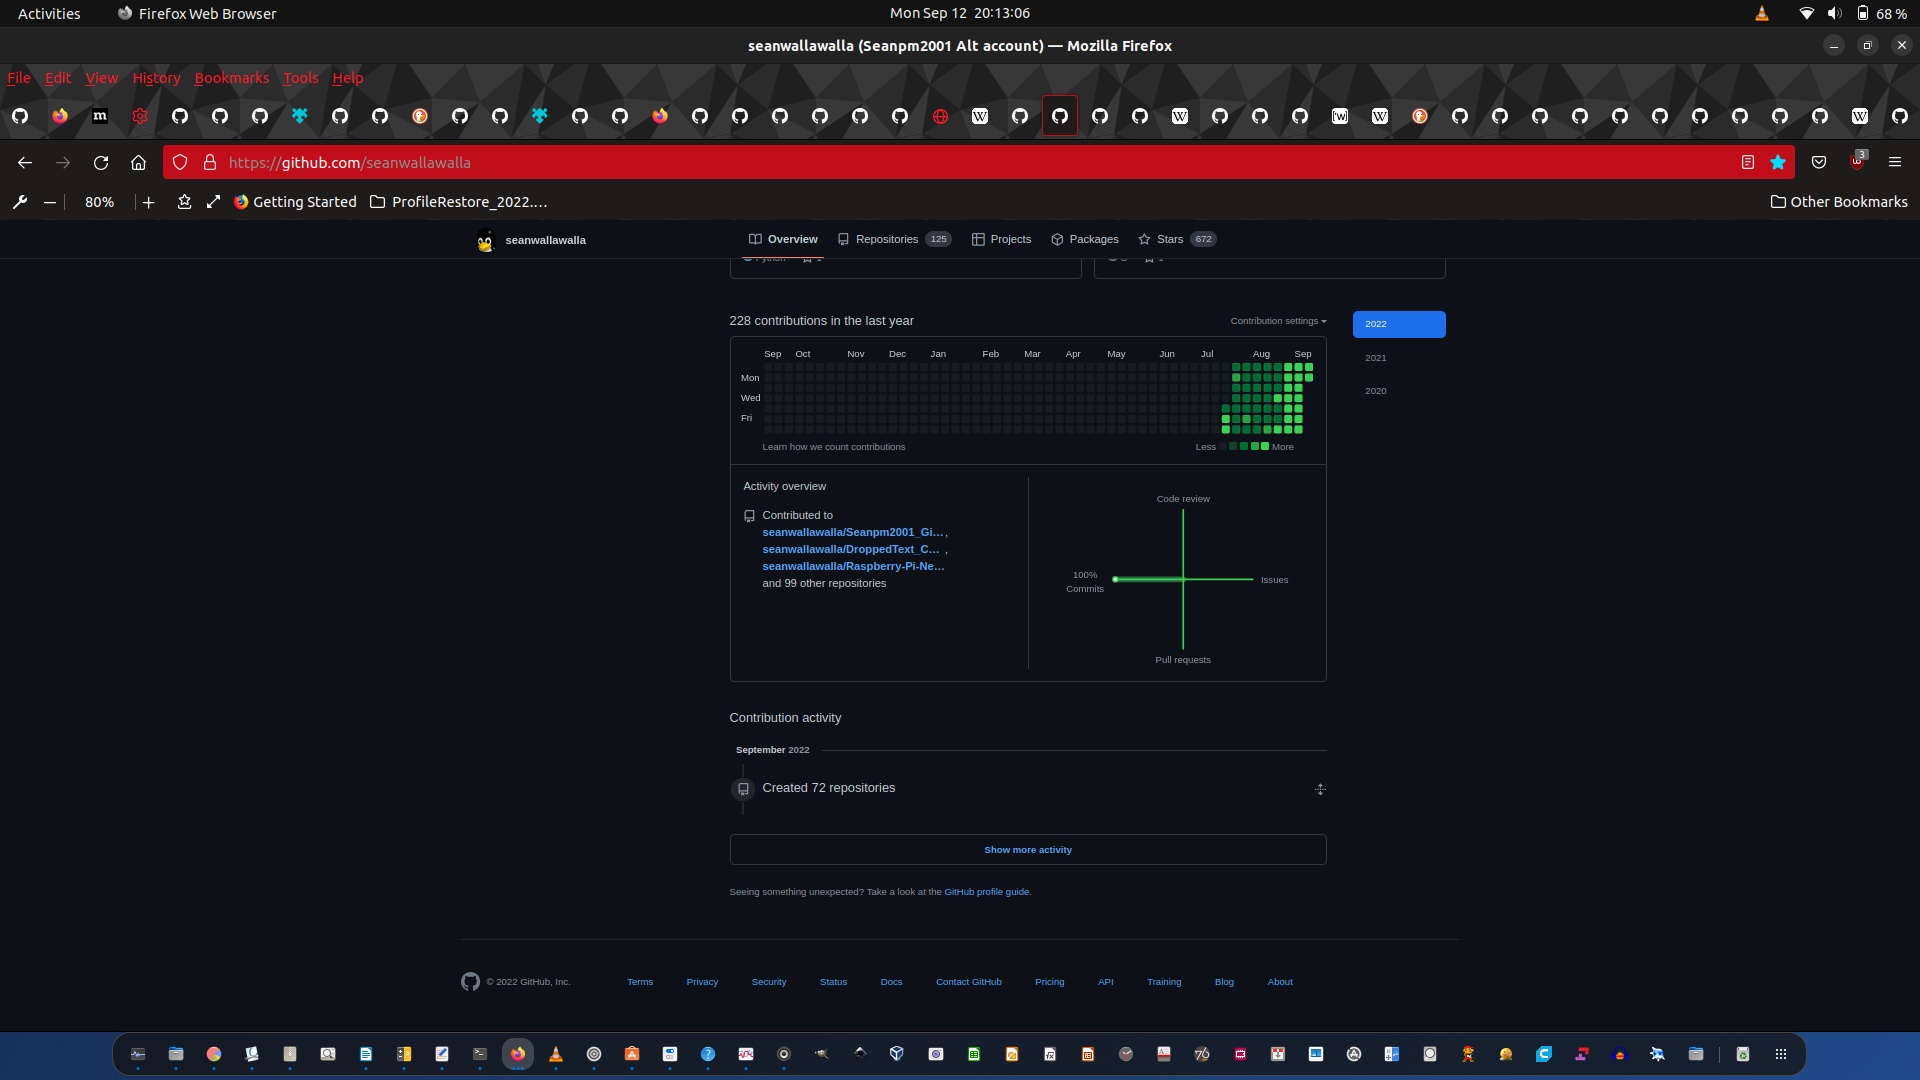 Activities Firefox Web Browser Mon Sep 12 20:13:06 68 %
seanwallawalla (Seanpm2001 Alt account) — Mozilla Firefox
File Edit View History Bookmarks Tools Help
https://github.com/seanwallawalla 3
80% Getting Started ProfileRestore_2022.… Other Bookmarks
seanwallawalla Overview Repositories 125 Projects Packages Stars 672
228 contributions in the last year Contribution settings 2022
Sep Oct Nov Dec Jan Feb Mar Apr May Jun Jul Aug Sep
2021
Mon
2020
Wed
Fri
Learn how we count contributions Less More
Activity overview
Code review
Contributed to
seanwallawalla/Seanpm2001_Gi… ,
seanwallawalla/DroppedText_C… ,
seanwallawalla/Raspberry-Pi-Ne…
and 99 other repositories
100%
Commits
Issues
Pull requests
Contribution activity
September 2022
Created 72 repositories
Show more activity
Seeing something unexpected? Take a look at the GitHub profile guide.
© 2022 GitHub, Inc. Terms Privacy Security Status Docs Contact GitHub Pricing API Training Blog About